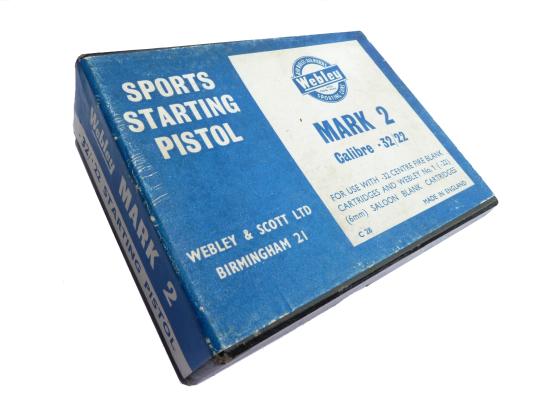 SPORTS
STARTING
PISTOL
WEBLEY & SCOTT LTD
BIRMINGHAM 21
Webley
MARK 2
Calibre ·32/·22
FOR USE WITH ·32 CENTRE FIRE BLANK
CARTRIDGES AND WEBLEY No. 1 (·22)
(6mm) SALOON BLANK CARTRIDGES
MADE IN ENGLAND
C 28
Webley MARK 2
·32/·22 STARTING PISTOL